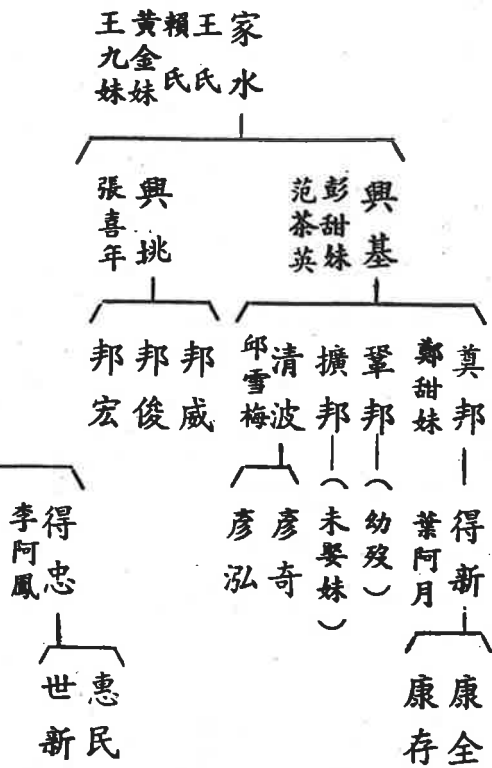 家水
王氏
賴氏
黃金妹
王九妹
興基
彭甜妹
范茶英
興挑
張喜年
奠邦
鄭甜妹
鞏邦
擴邦
清波
邱雪梅
邦威
邦俊
邦宏
得新
葉阿月
（幼歿）
（未娶妹）
彥奇
彥泓
得忠
李阿鳳
康全
康存
惠民
世新